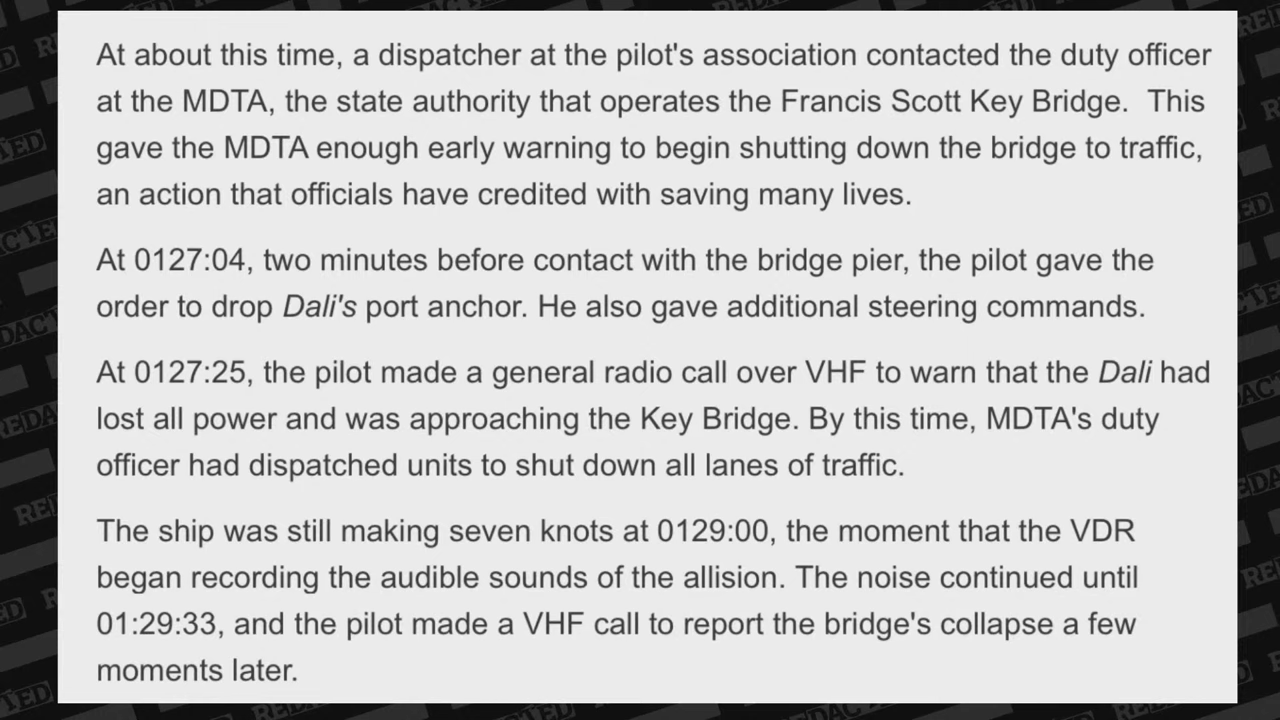 At about this time, a dispatcher at the pilot's association contacted the duty officer
at the MDTA, the state authority that operates the Francis Scott Key Bridge.  This
gave the MDTA enough early warning to begin shutting down the bridge to traffic,
an action that officials have credited with saving many lives.
At 0127:04, two minutes before contact with the bridge pier, the pilot gave the
order to drop Dali's port anchor. He also gave additional steering commands.
At 0127:25, the pilot made a general radio call over VHF to warn that the Dali had
lost all power and was approaching the Key Bridge. By this time, MDTA's duty
officer had dispatched units to shut down all lanes of traffic.
The ship was still making seven knots at 0129:00, the moment that the VDR
began recording the audible sounds of the allision. The noise continued until
01:29:33, and the pilot made a VHF call to report the bridge's collapse a few
moments later.